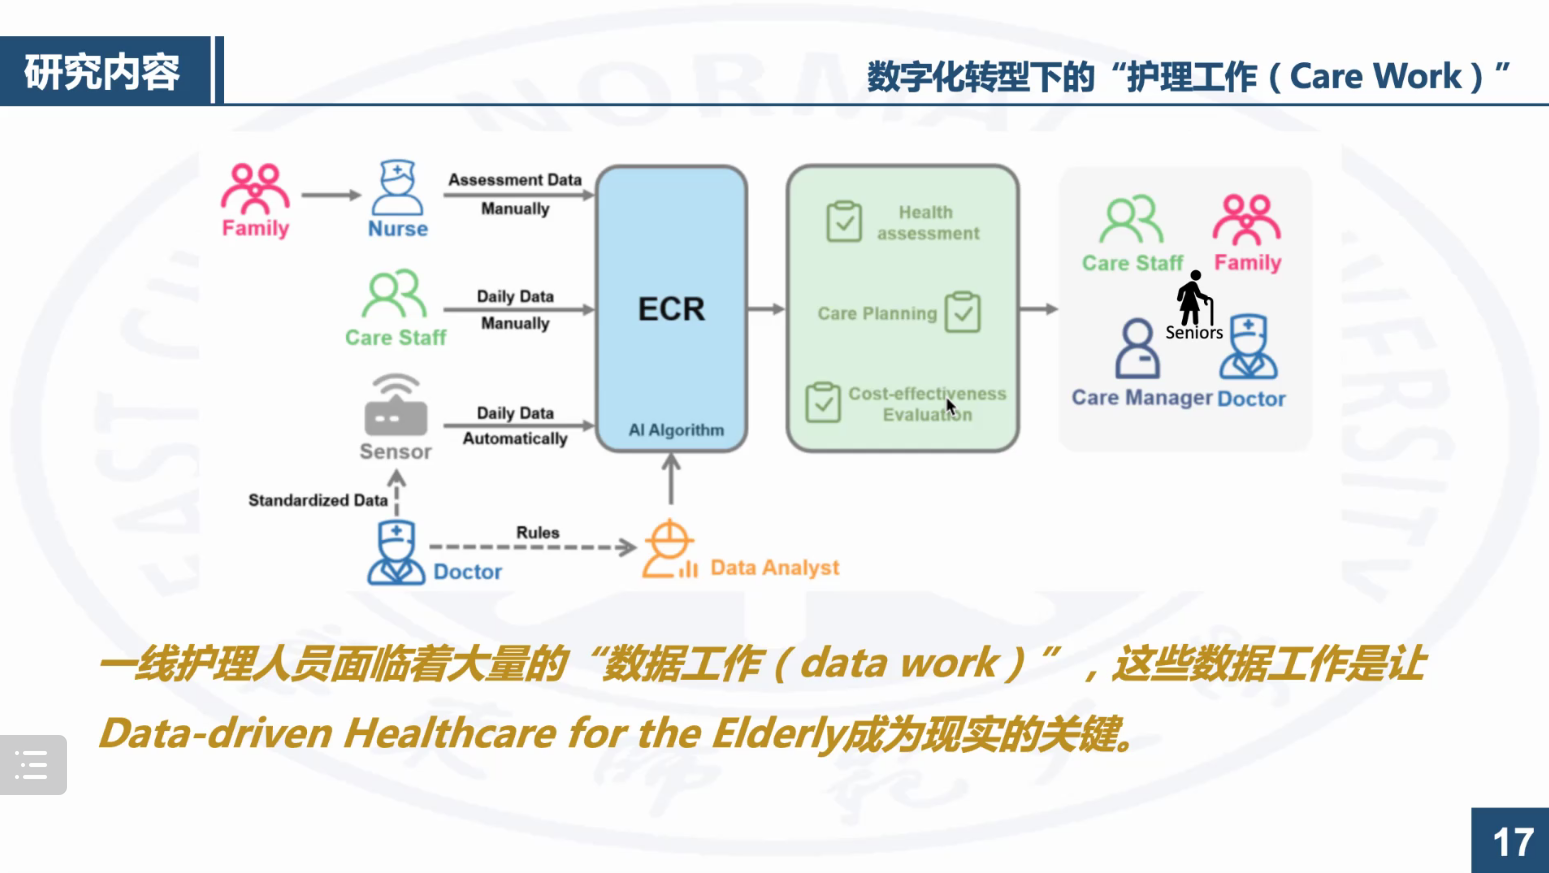 研究内容
数字化转型下的“护理工作（Care Work）”
Family
Nurse
Assessment Data
Manually
Care Staff
Daily Data
Manually
Sensor
Daily Data
Automatically
Standardized Data
Doctor
Rules
Data Analyst
ECR
AI Algorithm
Health
assessment
Care Planning
Cost-effectiveness
Evaluation
Care Staff
Family
Seniors
Care Manager
Doctor
一线护理人员面临着大量的“数据工作（data work）”，这些数据工作是让
Data-driven Healthcare for the Elderly成为现实的关键。
17